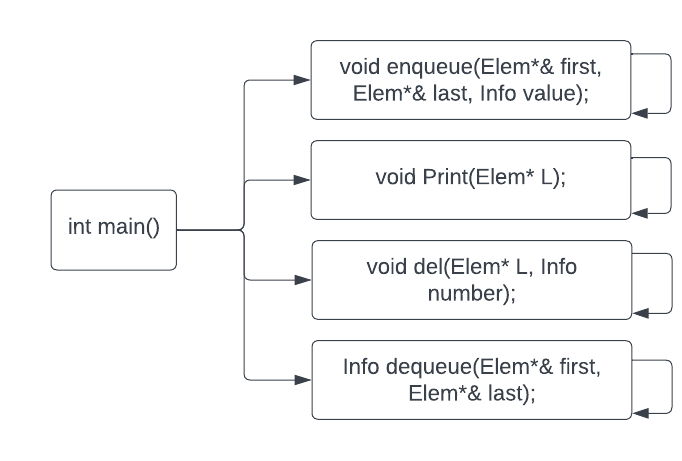 void enqueue(Elem*& first,
Elem*& last, Info value);
void Print(Elem* L);
int main()
void del(Elem* L, Info
number);
Info dequeue(Elem*& first,
Elem*& last);